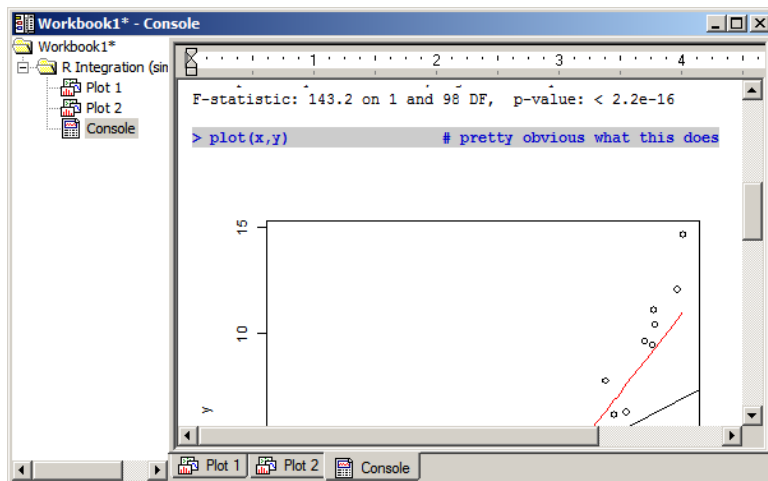 Workbook1* - Console
Workbook1*
R Integration (sin
Plot 1
Plot 2
Console
1 2 3 4
F-statistic: 143.2 on 1 and 98 DF, p-value: < 2.2e-16
> plot(x,y) # pretty obvious what this does
15
10
y
Plot 1 Plot 2 Console